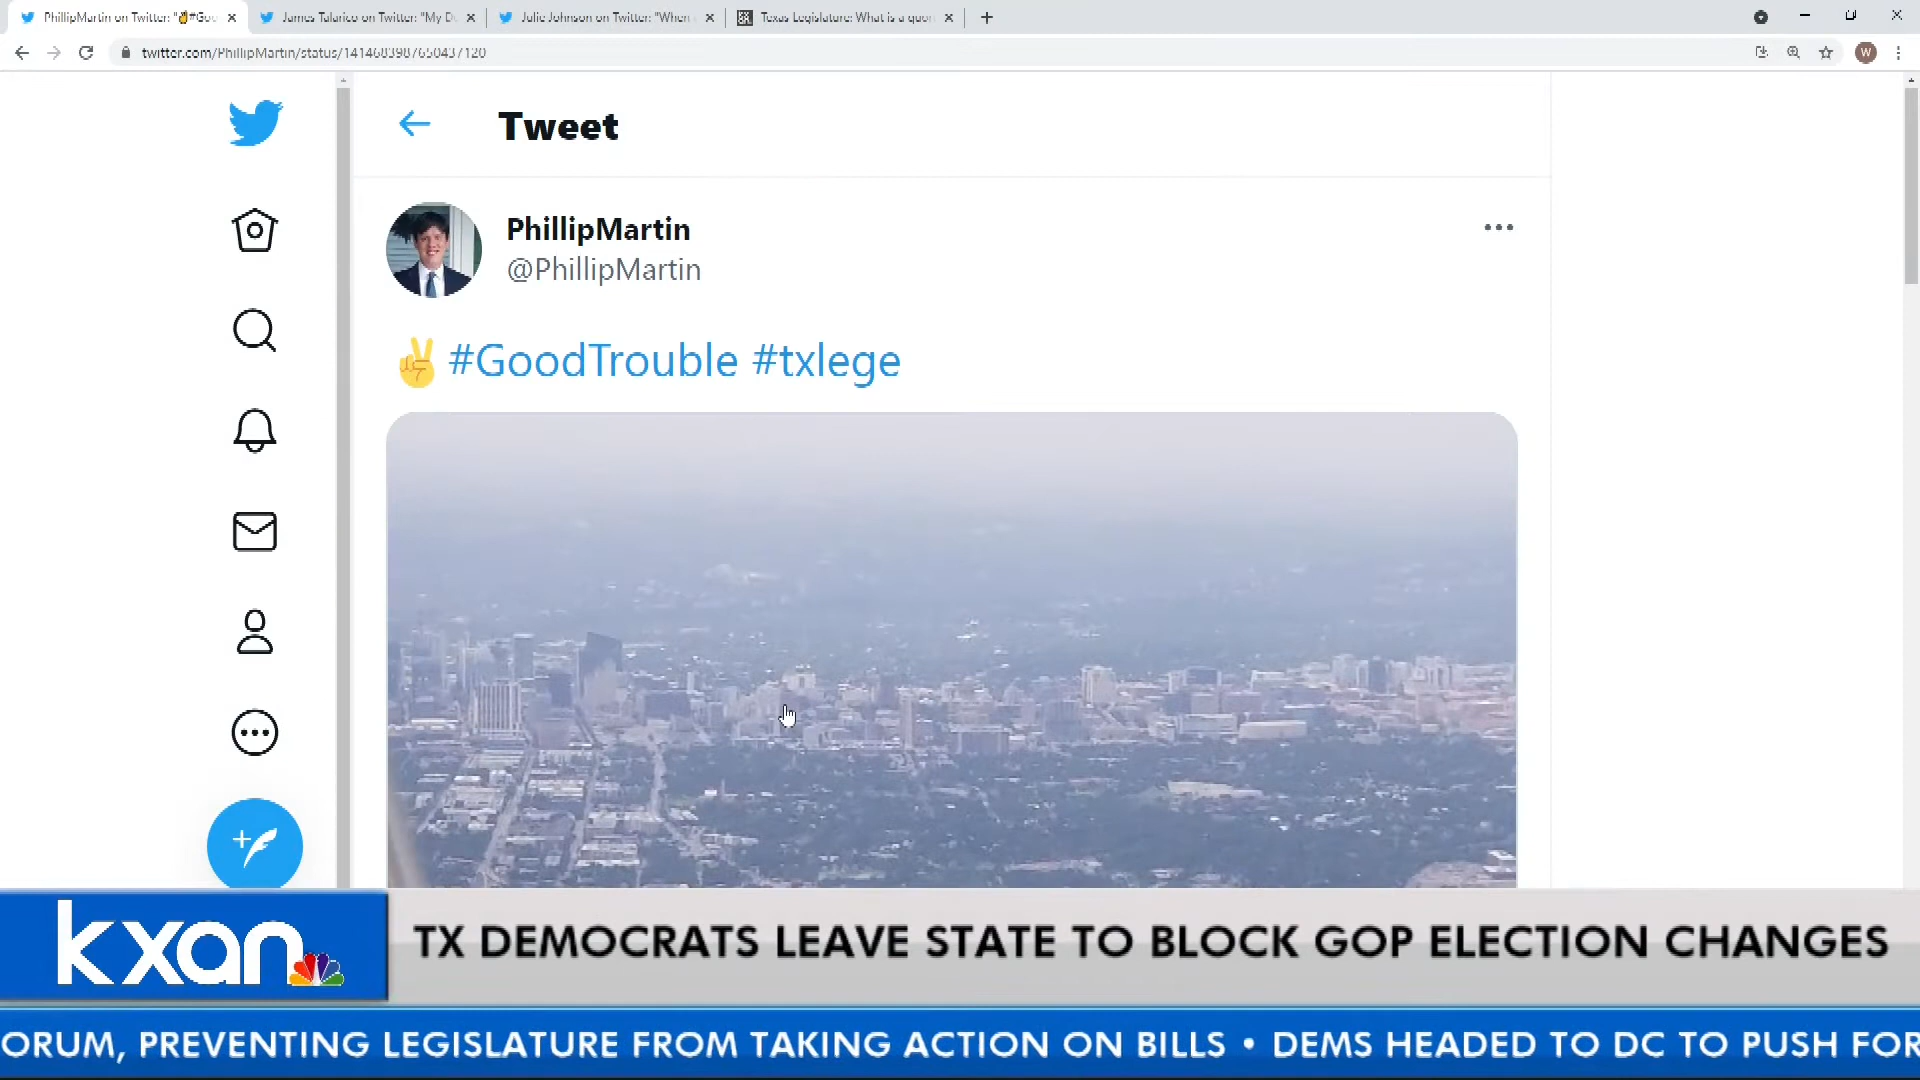 PhillipMartin on Twitter: "✌#Goo
James Talarico on Twitter: "My D
Julie Johnson on Twitter: "When
Texas Legislature: What is a quor
twitter.com/PhillipMartin/status/1414683987650437120
W
Tweet
PhillipMartin
@PhillipMartin
✌#GoodTrouble #txlege
kxan
TX DEMOCRATS LEAVE STATE TO BLOCK GOP ELECTION CHANGES
ORUM, PREVENTING LEGISLATURE FROM TAKING ACTION ON BILLS • DEMS HEADED TO DC TO PUSH FOR